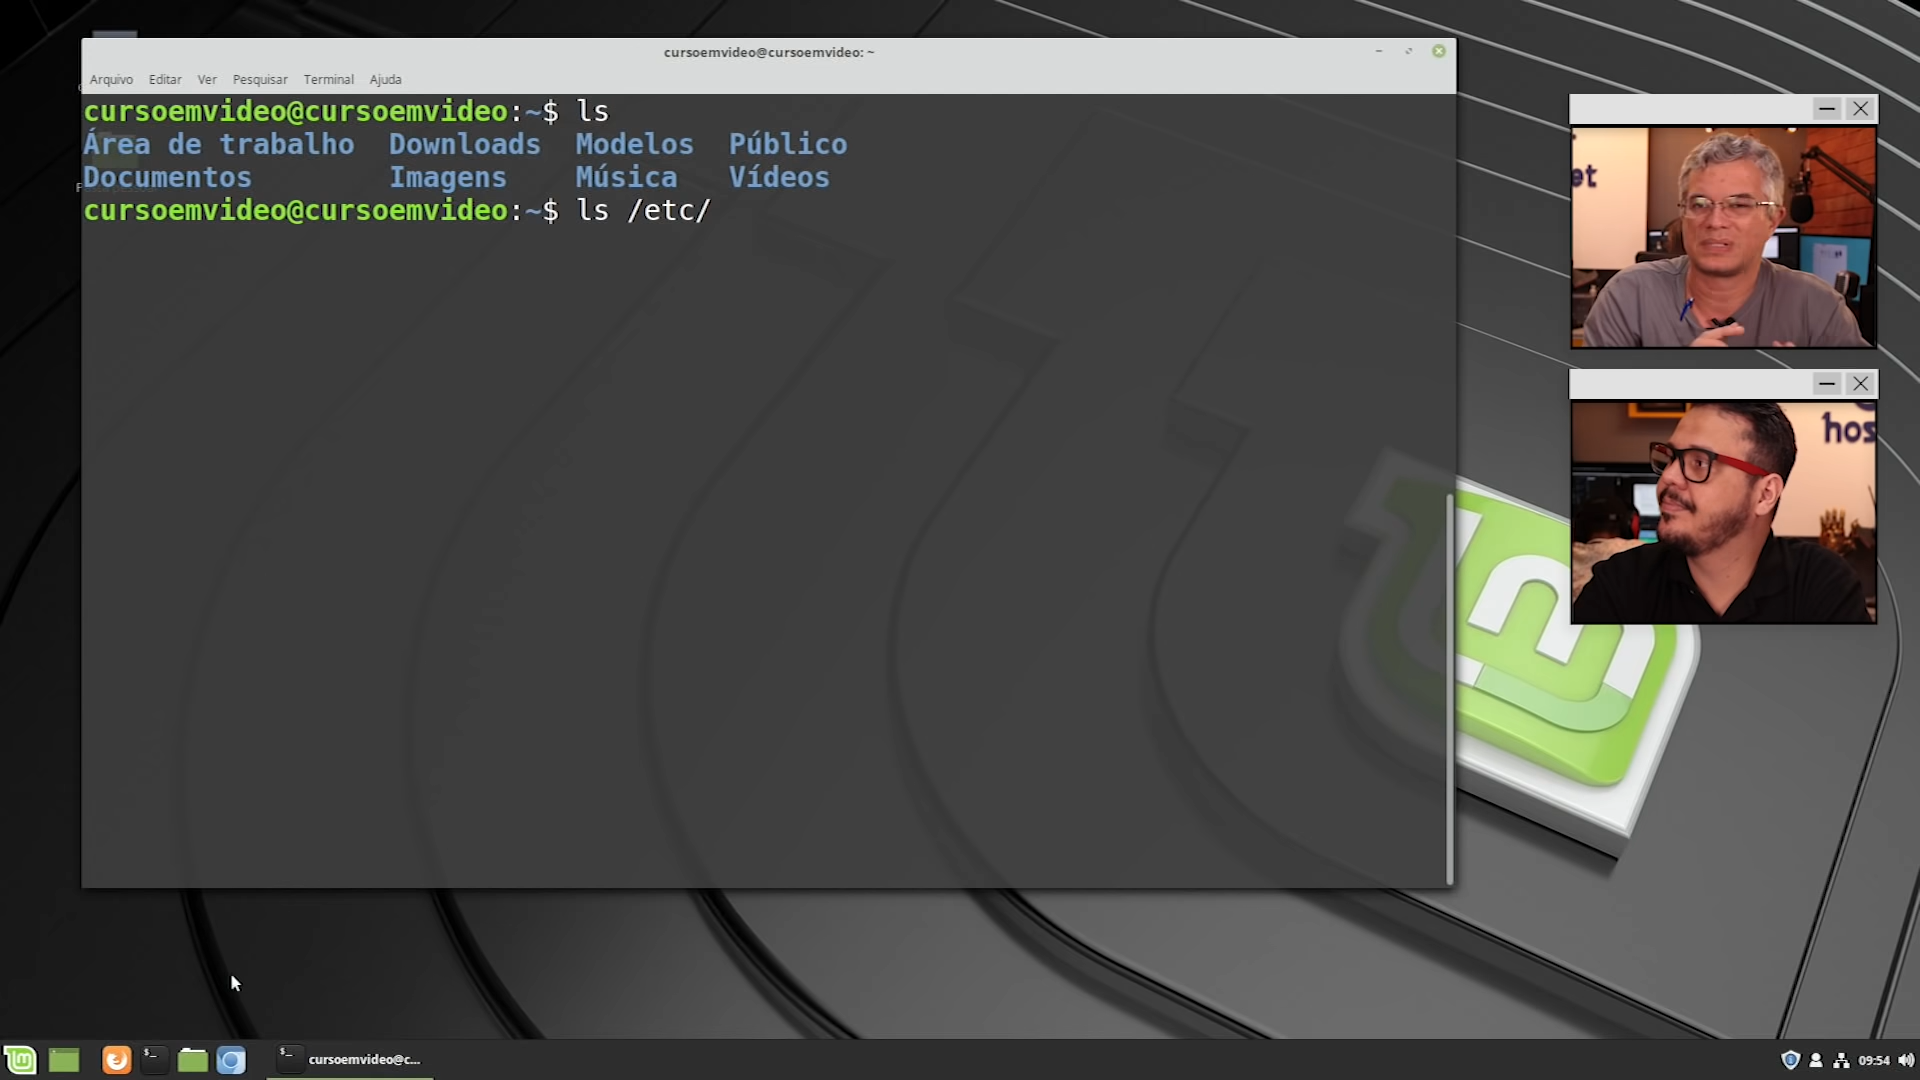 cursoemvideo@cursoemvideo: ~
Arquivo Editar Ver Pesquisar Terminal Ajuda
cursoemvideo@cursoemvideo:~$ ls
Área de trabalho Downloads Modelos Público
Documentos Imagens Música Vídeos
cursoemvideo@cursoemvideo:~$ ls /etc/
et
hos
cursoemvideo@c...
09:54